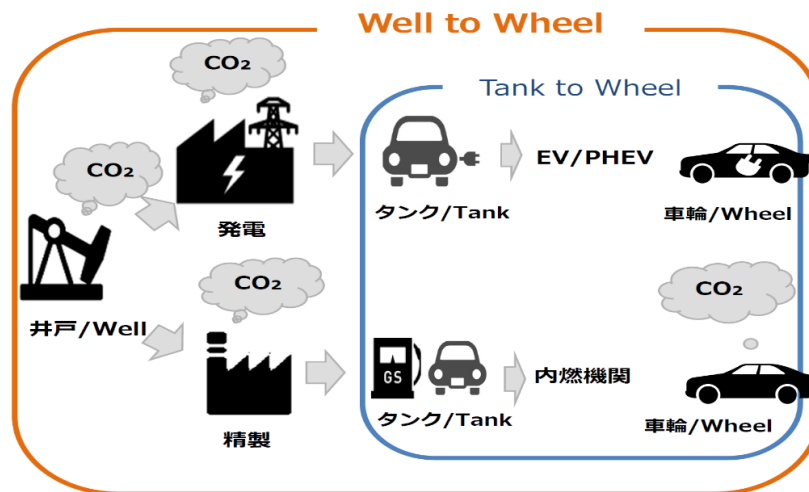 Well to Wheel
Tank to Wheel
CO₂
CO₂
発電
井戸/Well
タンク/Tank
EV/PHEV
車輪/Wheel
CO₂
精製
GS
タンク/Tank
内燃機関
CO₂
車輪/Wheel